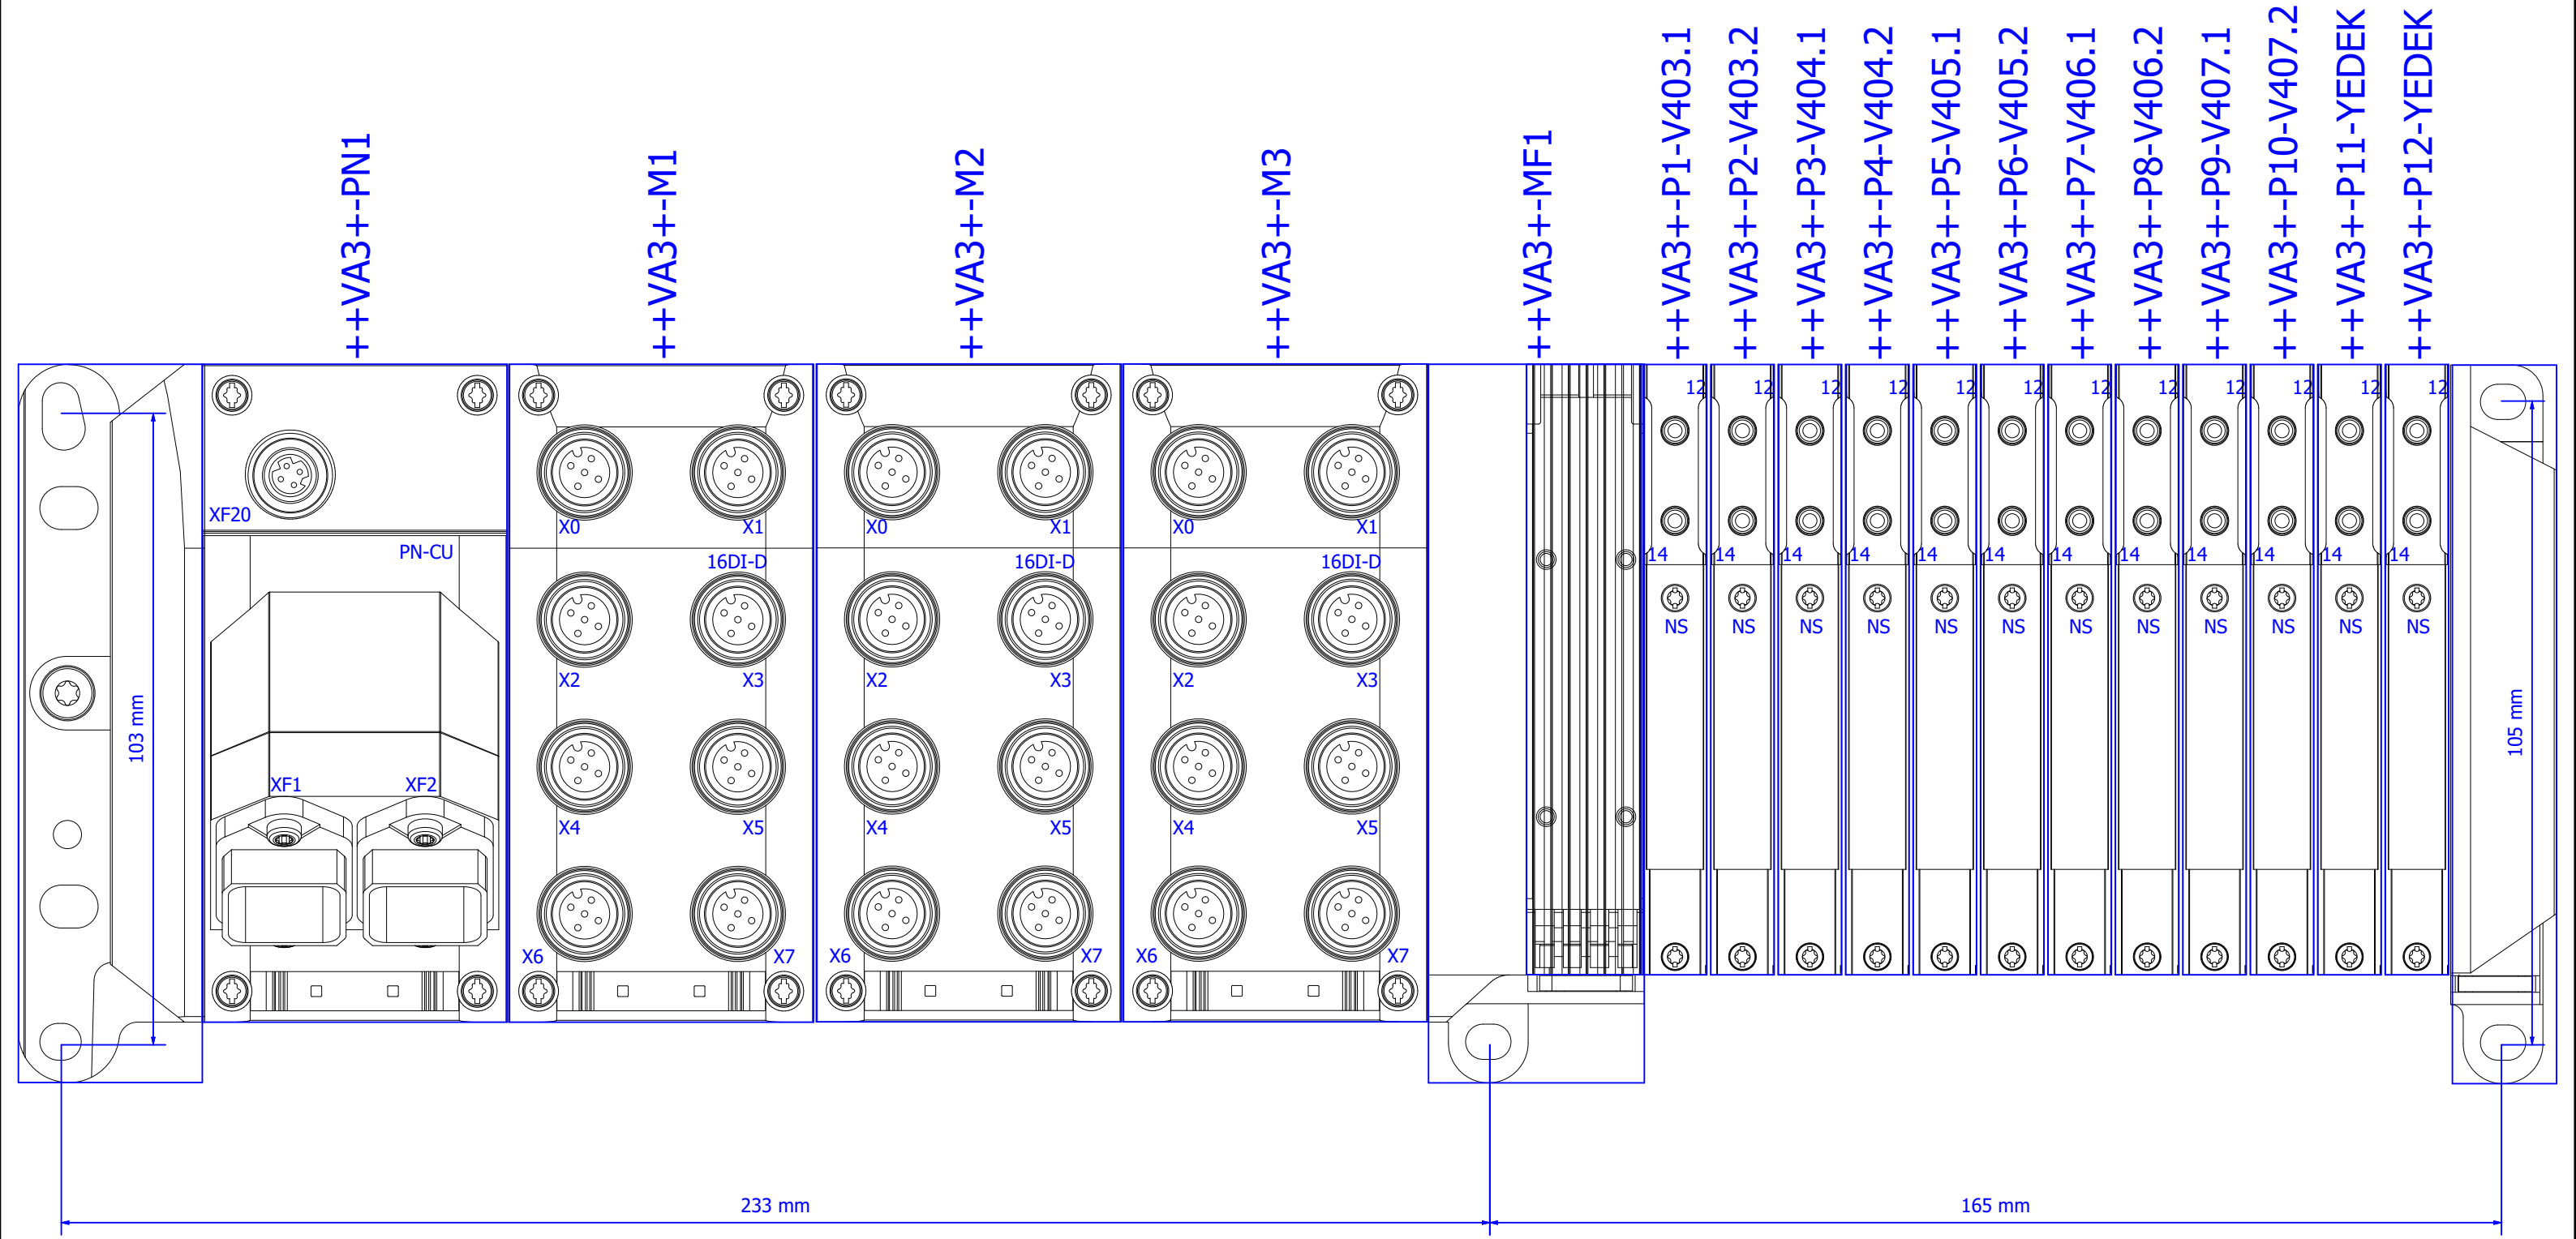 ++VA3+-PN1
++VA3+-M1
++VA3+-M2
++VA3+-M3
++VA3+-MF1
++VA3+-P1-V403.1
++VA3+-P2-V403.2
++VA3+-P3-V404.1
++VA3+-P4-V404.2
++VA3+-P5-V405.1
++VA3+-P6-V405.2
++VA3+-P7-V406.1
++VA3+-P8-V406.2
++VA3+-P9-V407.1
++VA3+-P10-V407.2
++VA3+-P11-YEDEK
++VA3+-P12-YEDEK
12 12 12 12 12 12 12 12 12 12 12 12
XF20
X0 X1 X0 X1 X0 X1
PN-CU
16DI-D 16DI-D 16DI-D
14 14 14 14 14 14 14 14 14 14 14 14
NS NS NS NS NS NS NS NS NS NS NS NS
X2 X3 X2 X3 X2 X3
103 mm
105 mm
XF1 XF2
X4 X5 X4 X5 X4 X5
X6 X7 X6 X7 X6 X7
233 mm
165 mm